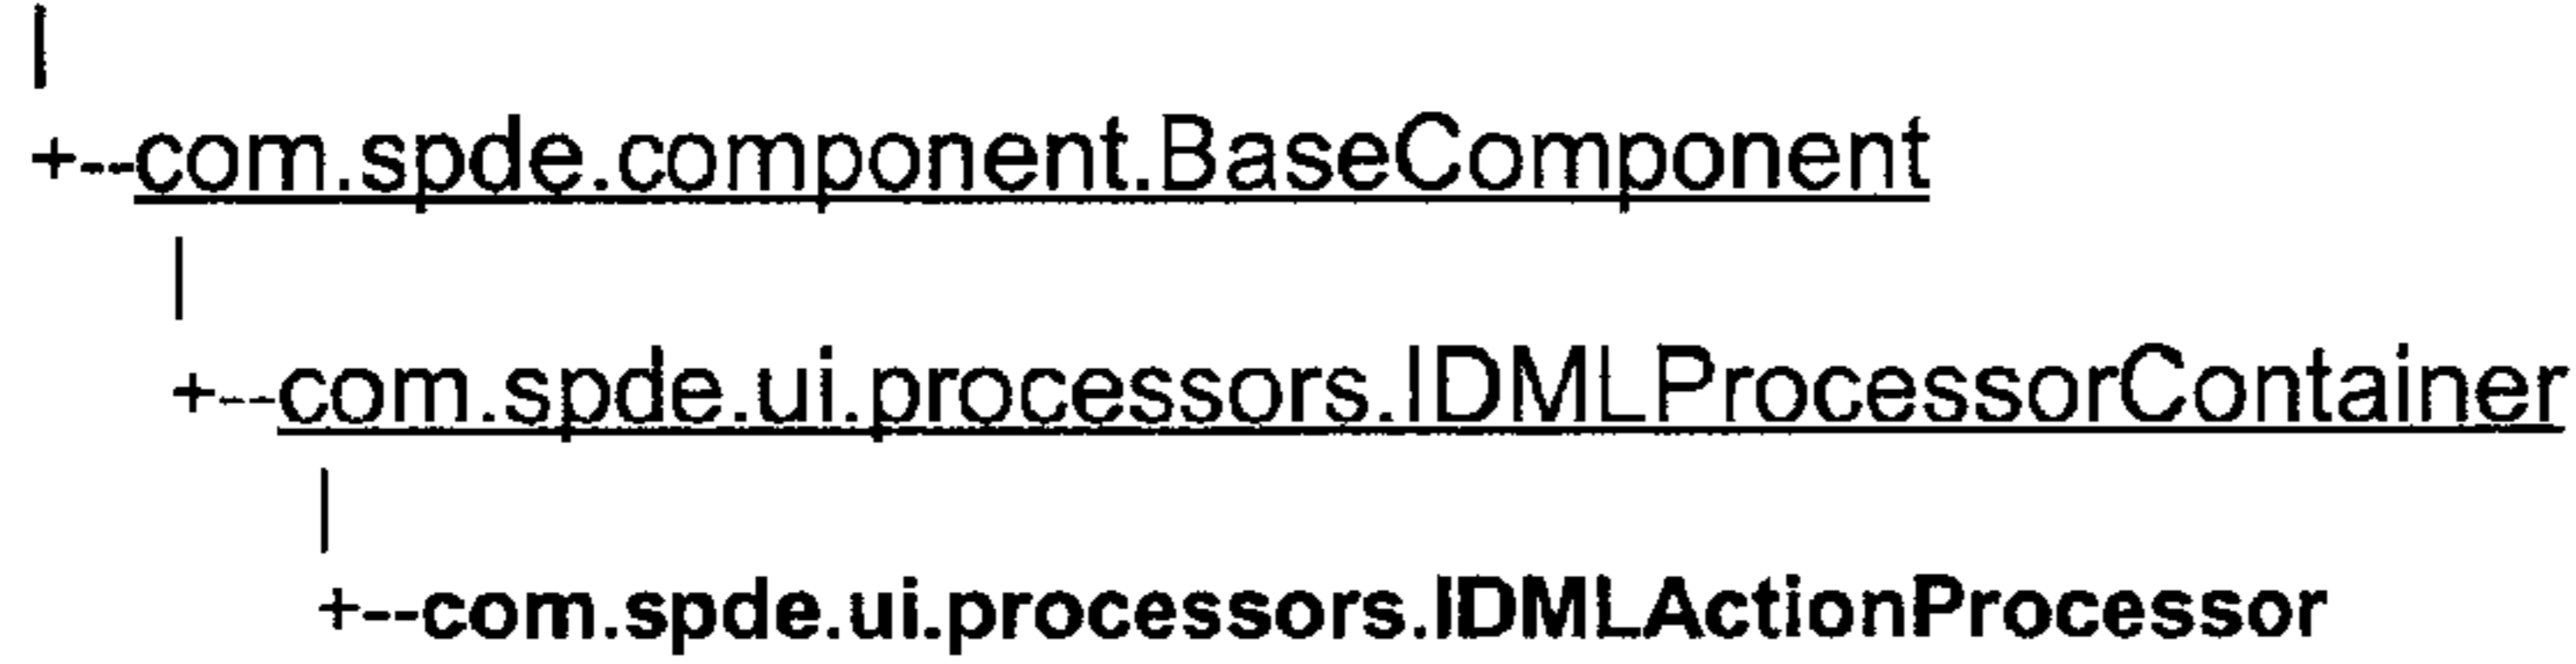 |
+--com.spde.component.BaseComponent
|
+--com.spde.ui.processors.IDMLProcessorContainer
|
+--com.spde.ui.processors.IDMLActionProcessor